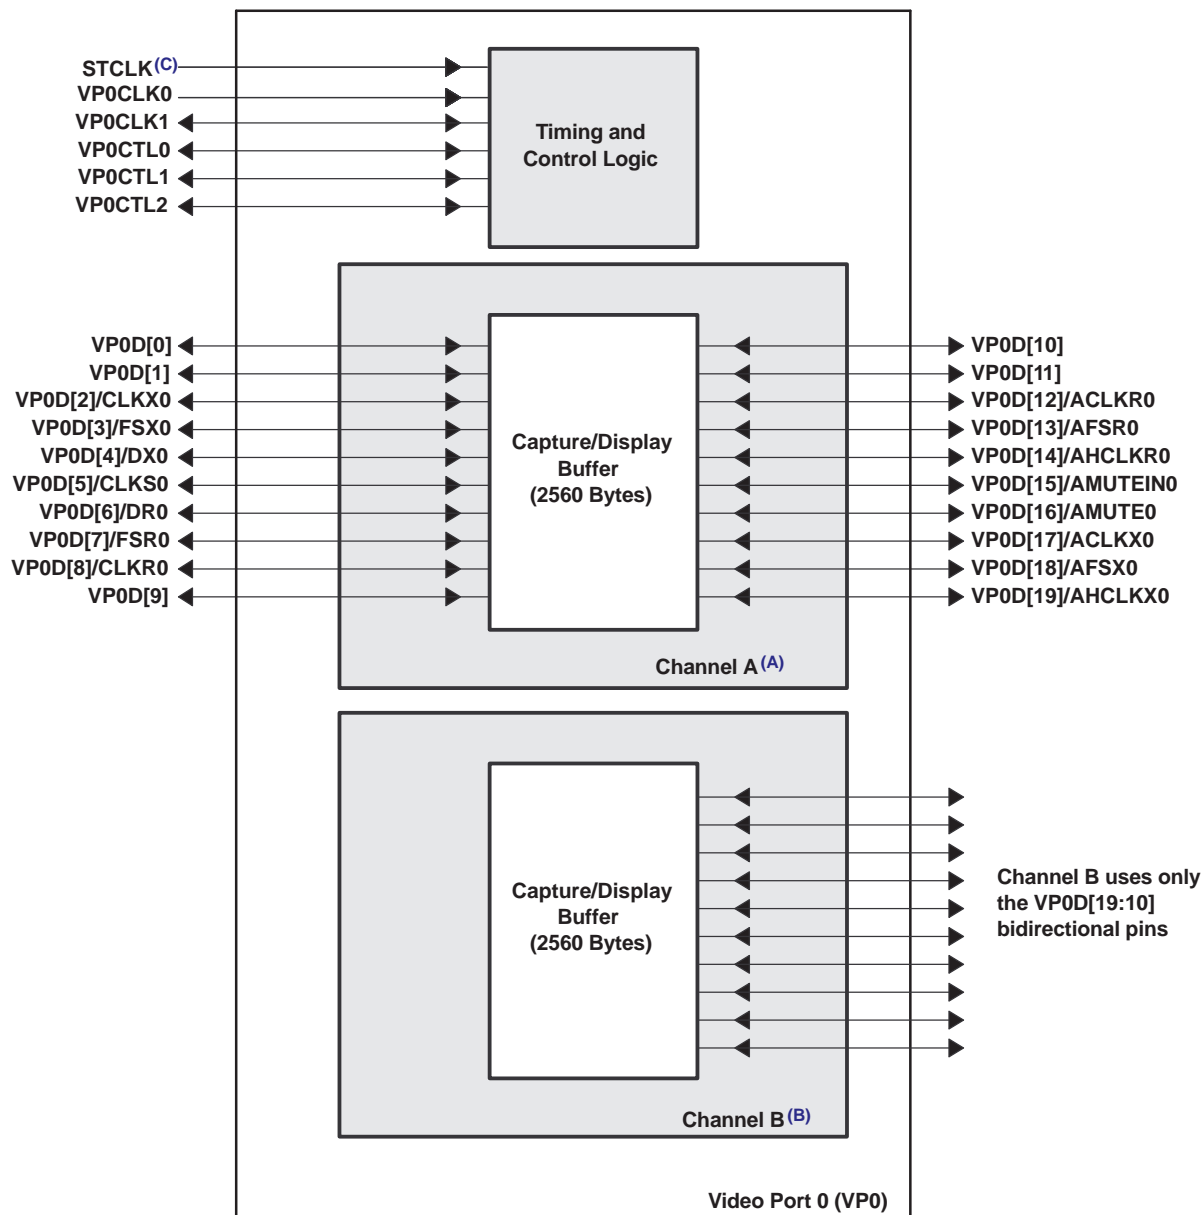 STCLK(C)
VP0CLK0
VP0CLK1
VP0CTL0
VP0CTL1
VP0CTL2
Timing and
Control Logic
VP0D[0]
VP0D[1]
VP0D[2]/CLKX0
VP0D[3]/FSX0
VP0D[4]/DX0
VP0D[5]/CLKS0
VP0D[6]/DR0
VP0D[7]/FSR0
VP0D[8]/CLKR0
VP0D[9]
Capture/Display
Buffer
(2560 Bytes)
VP0D[10]
VP0D[11]
VP0D[12]/ACLKR0
VP0D[13]/AFSR0
VP0D[14]/AHCLKR0
VP0D[15]/AMUTEIN0
VP0D[16]/AMUTE0
VP0D[17]/ACLKX0
VP0D[18]/AFSX0
VP0D[19]/AHCLKX0
Channel A(A)
Capture/Display
Buffer
(2560 Bytes)
Channel B uses only
the VP0D[19:10]
bidirectional pins
Channel B(B)
Video Port 0 (VP0)